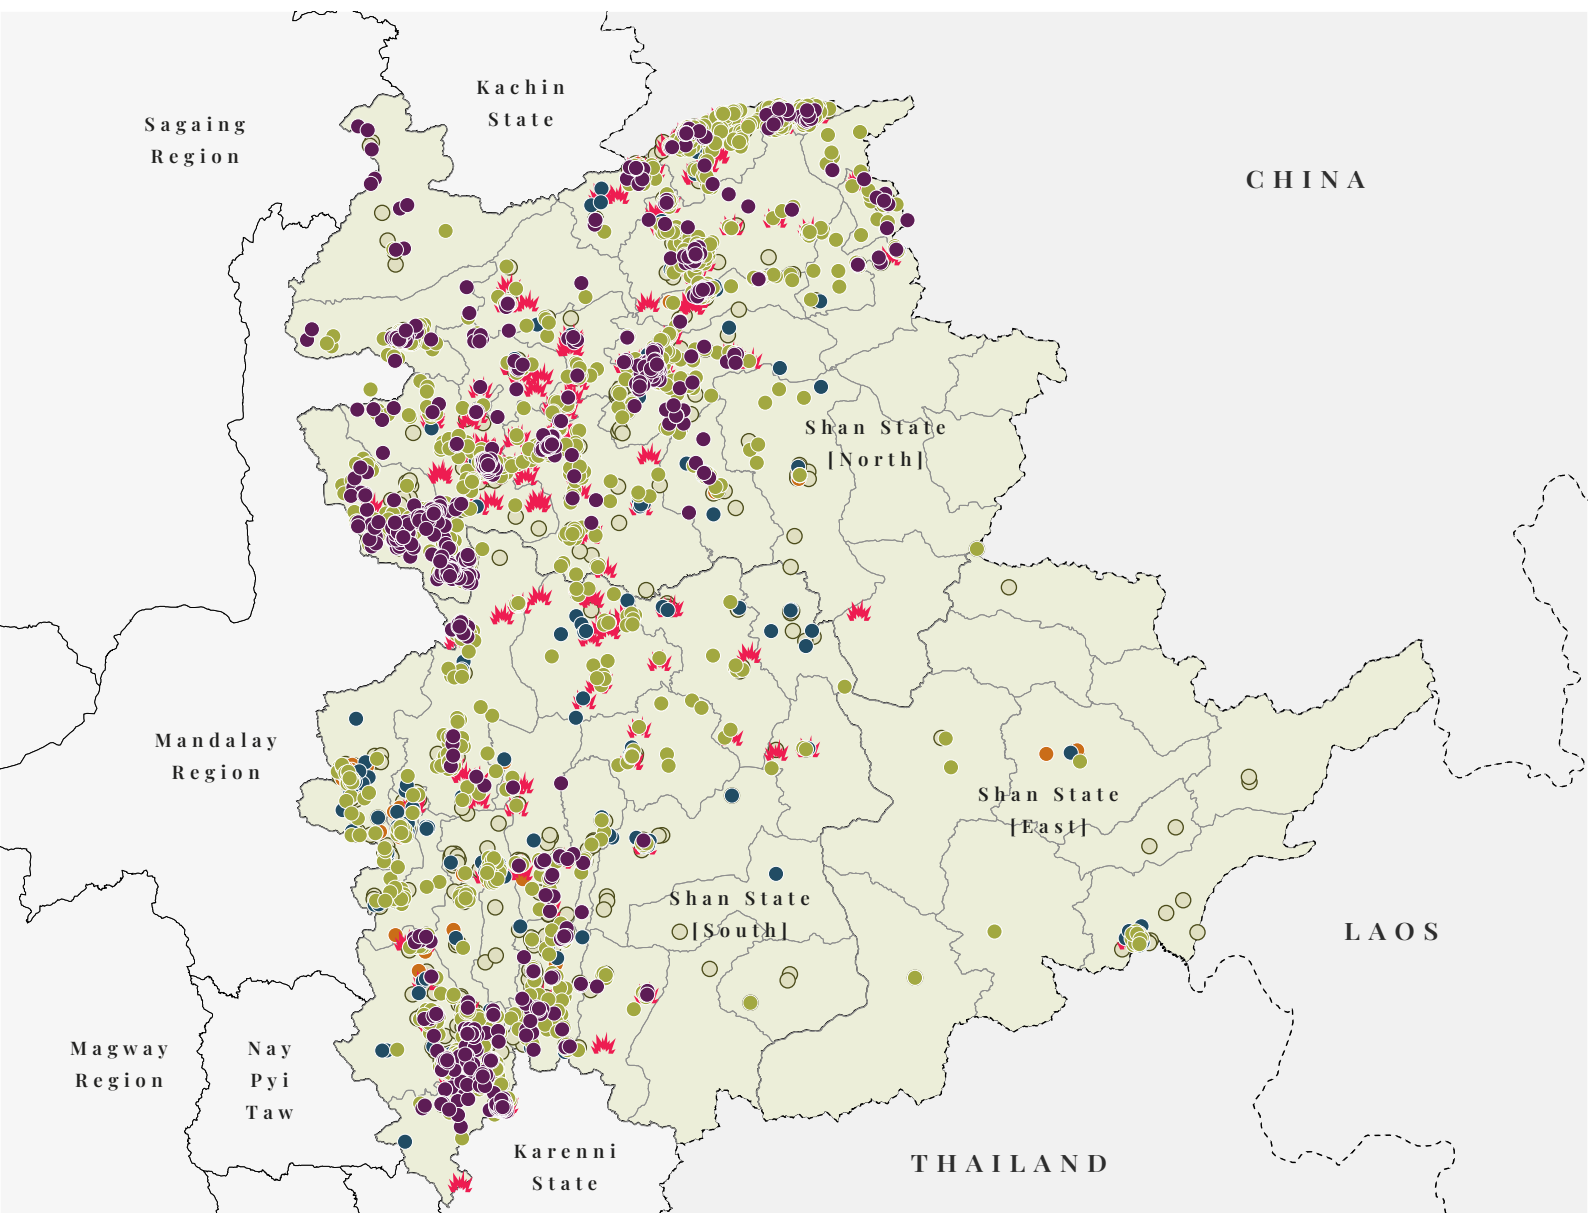 Kachin
State
Sagaing
Region
CHINA
Shan State
[North]
Mandalay
Region
Shan State
[East]
Shan State
[South]
LAOS
Magway
Region
Nay
Pyi
Taw
Karenni
State
THAILAND